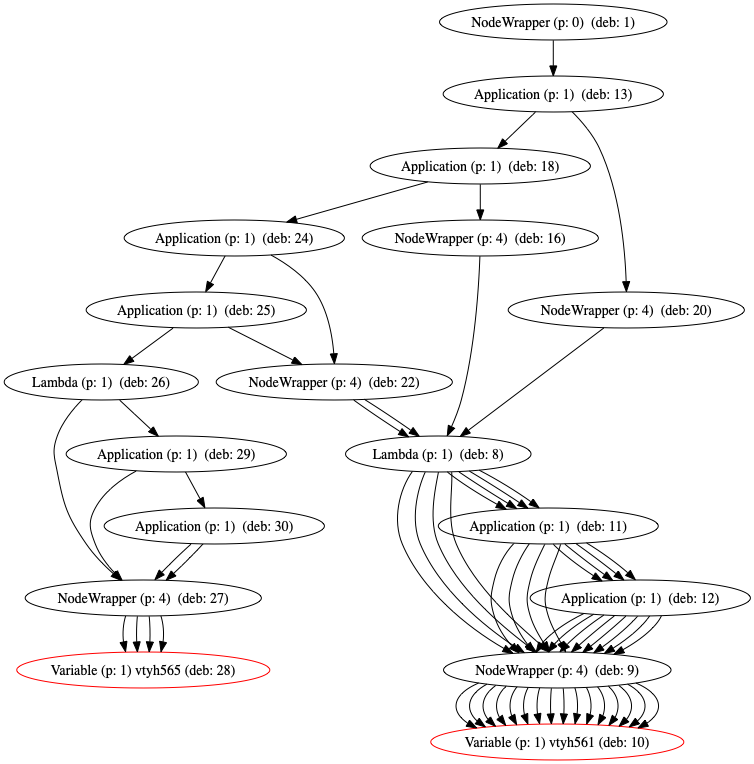 NodeWrapper (p: 0)  (deb: 1)
Application (p: 1)  (deb: 13)
Application (p: 1)  (deb: 18)
Application (p: 1)  (deb: 24)
NodeWrapper (p: 4)  (deb: 16)
Application (p: 1)  (deb: 25)
NodeWrapper (p: 4)  (deb: 20)
Lambda (p: 1)  (deb: 26)
NodeWrapper (p: 4)  (deb: 22)
Application (p: 1)  (deb: 29)
Lambda (p: 1)  (deb: 8)
Application (p: 1)  (deb: 30)
Application (p: 1)  (deb: 11)
NodeWrapper (p: 4)  (deb: 27)
Application (p: 1)  (deb: 12)
Variable (p: 1) vtyh565 (deb: 28)
NodeWrapper (p: 4)  (deb: 9)
Variable (p: 1) vtyh561 (deb: 10)